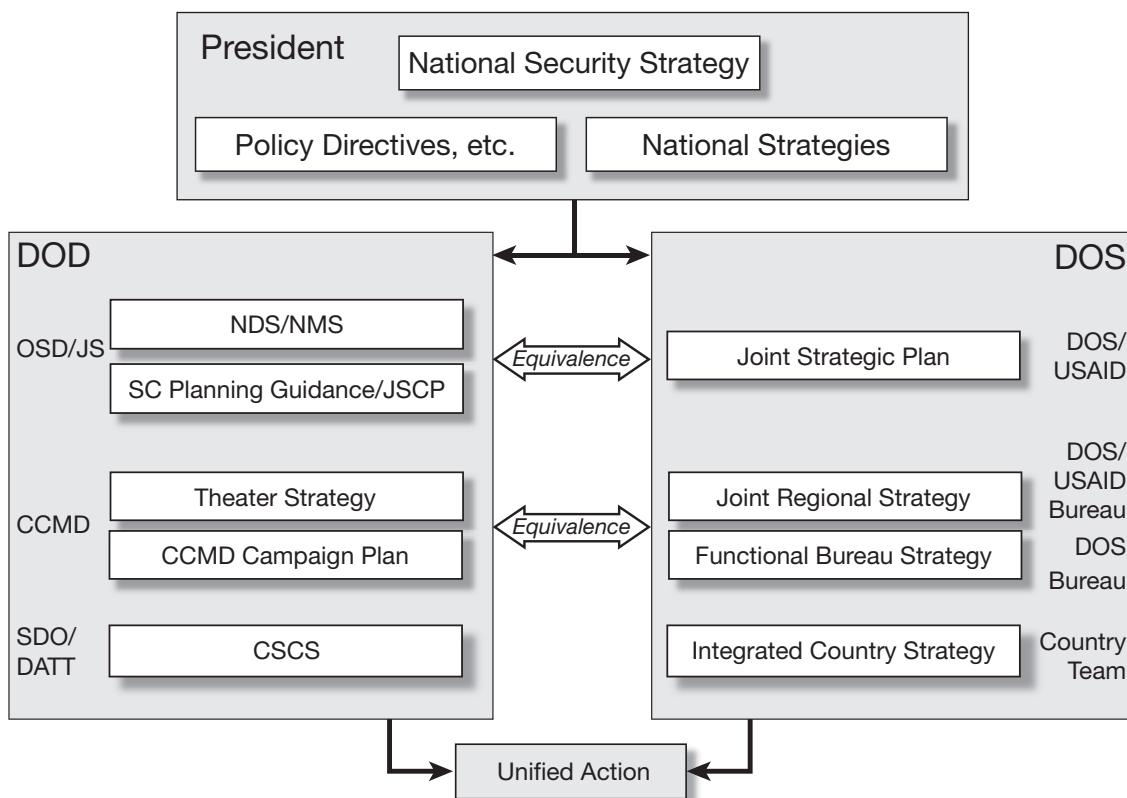 President
National Security Strategy
Policy Directives, etc.
National Strategies
DOD
OSD/JS
NDS/NMS
SC Planning Guidance/JSCP
CCMD
Theater Strategy
CCMD Campaign Plan
SDO/
DATT
CSCS
Equivalence
Equivalence
DOS
Joint Strategic Plan
DOS/
USAID
Joint Regional Strategy
DOS/
USAID
Bureau
Functional Bureau Strategy
DOS
Bureau
Integrated Country Strategy
Country
Team
Unified Action